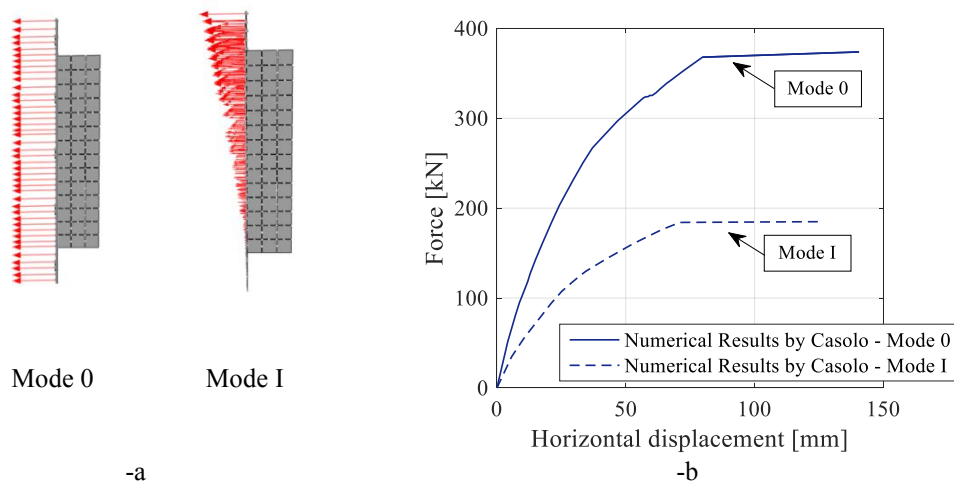 Mode 0
Mode I
-a
400
300
200
100
0
Force [kN]
Mode 0
Mode I
Numerical Results by Casolo - Mode 0
Numerical Results by Casolo - Mode I
0
50
100
150
Horizontal displacement [mm]
-b